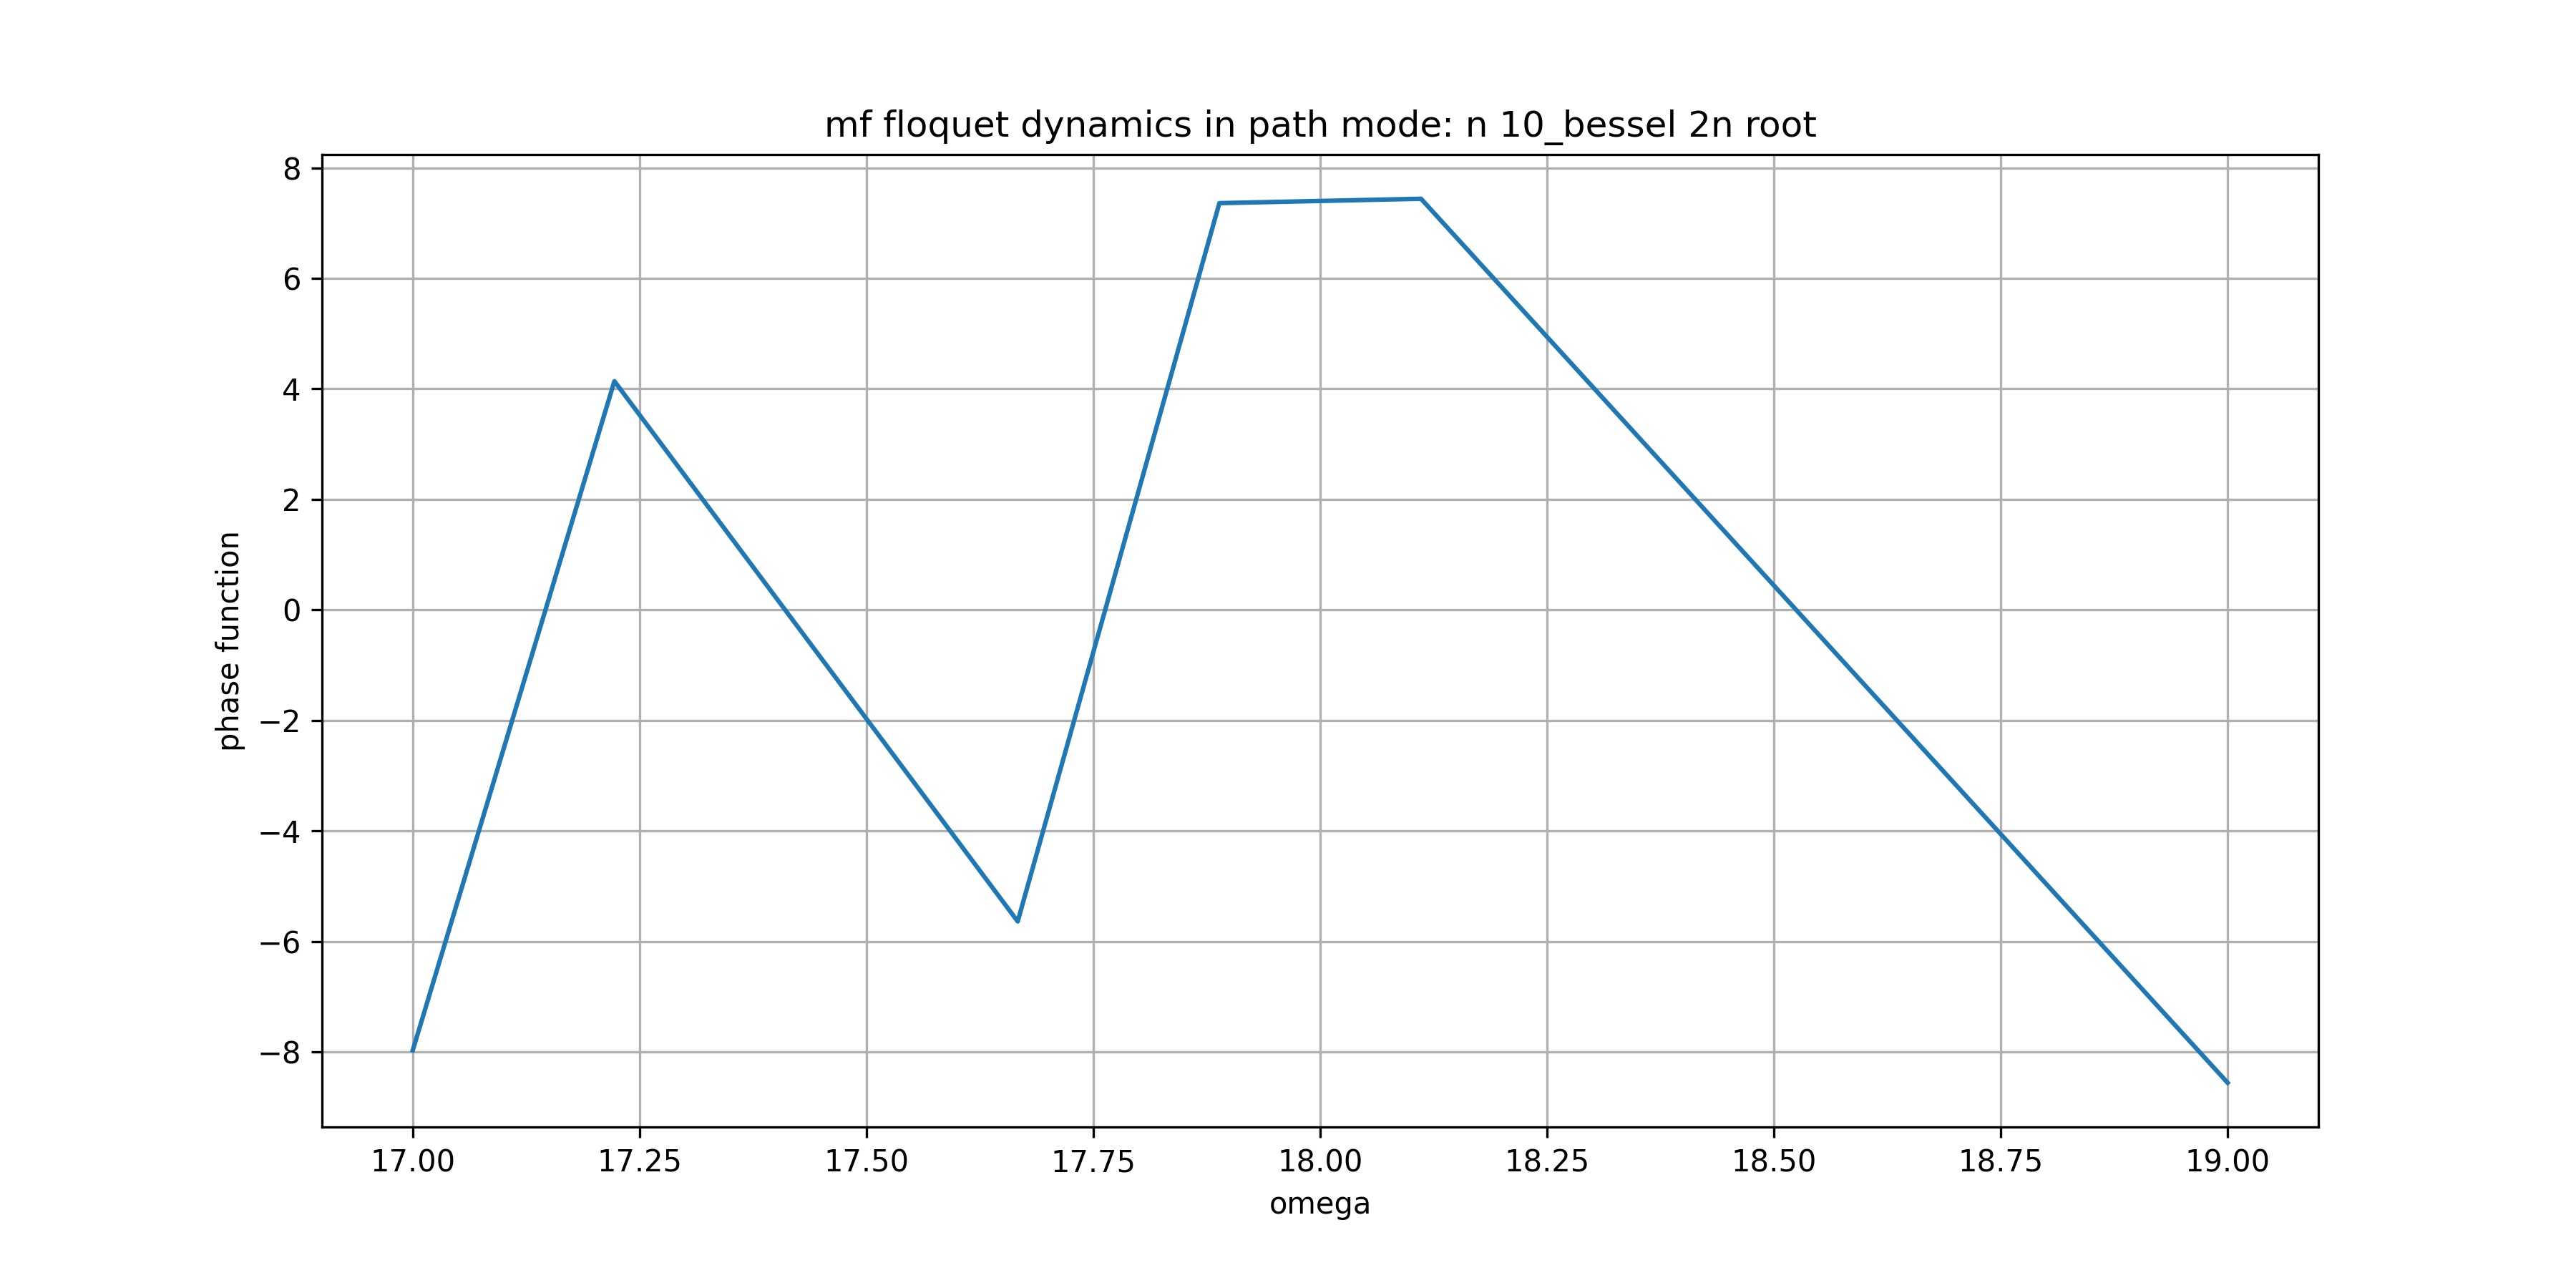 mf floquet dynamics in path mode: n 10_bessel 2n root
8
6
4
2
0
−2
−4
−6
−8
phase function
17.00 17.25 17.50 17.75 18.00 18.25 18.50 18.75 19.00
omega